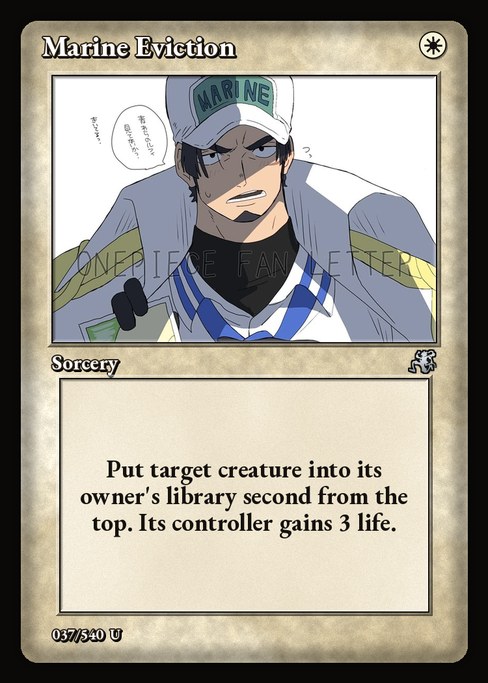 Marine Eviction
MARINE
ONEPIECE FAN LETTER
Sorcery
Put target creature into its
owner's library second from the
top. Its controller gains 3 life.
037/540 U